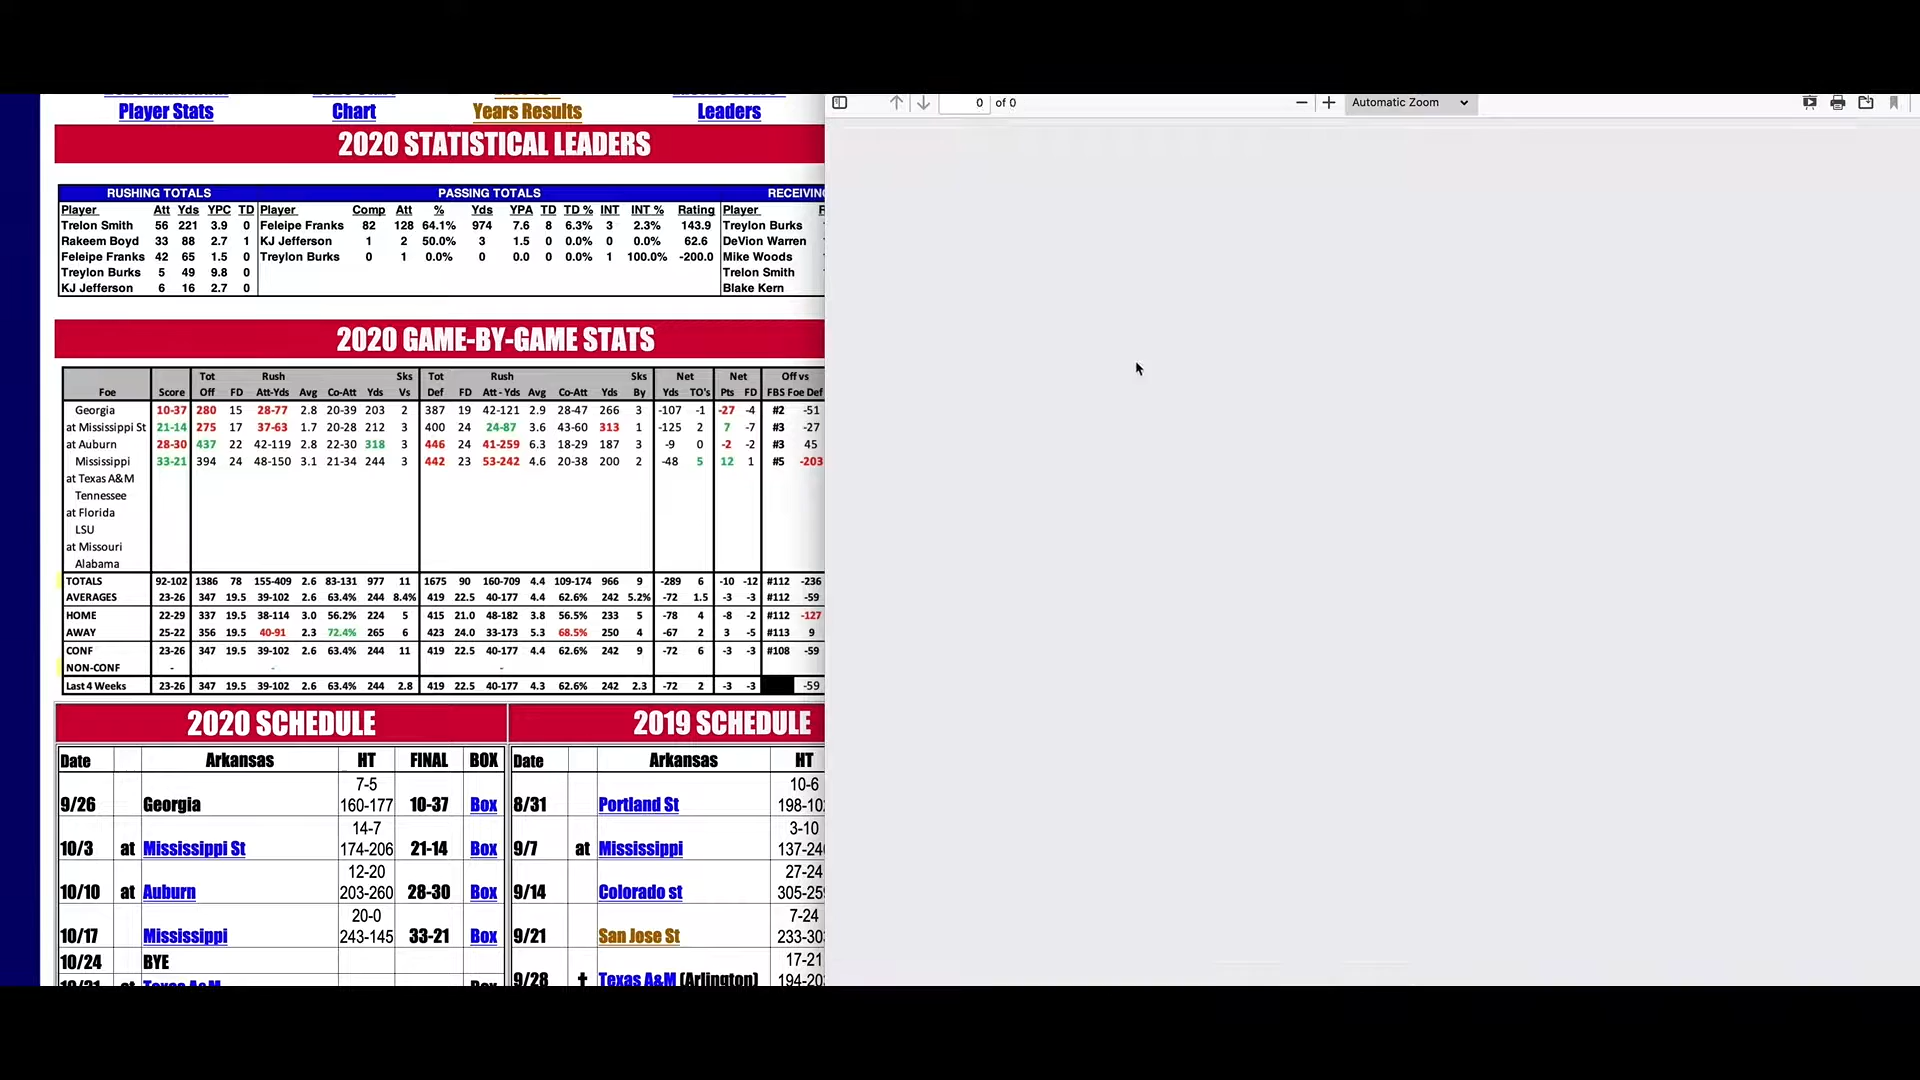 Player Stats Chart Years Results Leaders
0 of 0 Automatic Zoom
2020 STATISTICAL LEADERS
RUSHING TOTALS PASSING TOTALS RECEIVING
Player Att Yds YPC TD Player Comp Att % Yds YPA TD TD % INT INT % Rating Player
Trelon Smith 56 221 3.9 0 Feleipe Franks 82 128 64.1% 974 7.6 8 6.3% 3 2.3% 143.9 Treylon Burks
Rakeem Boyd 33 88 2.7 1 KJ Jefferson 1 2 50.0% 3 1.5 0 0.0% 0 0.0% 62.6 DeVion Warren
Feleipe Franks 42 65 1.5 0 Treylon Burks 0 1 0.0% 0 0.0 0 0.0% 1 100.0% -200.0 Mike Woods
Treylon Burks 5 49 9.8 0 Trelon Smith
KJ Jefferson 6 16 2.7 0 Blake Kern
2020 GAME-BY-GAME STATS
Tot Rush Sks Tot Rush Sks Net Net Off vs
Foe Score Off FD Att-Yds Avg Co-Att Yds Vs Def FD Att - Yds Avg Co-Att Yds By Yds TO's Pts FD FBS Foe Def
Georgia 10-37 280 15 28-77 2.8 20-39 203 2 387 19 42-121 2.9 28-47 266 3 -107 -1 -27 -4 #2 -51
at Mississippi St 21-14 275 17 37-63 1.7 20-28 212 3 400 24 24-87 3.6 43-60 313 1 -125 2 7 -7 #3 -27
at Auburn 28-30 437 22 42-119 2.8 22-30 318 3 446 24 41-259 6.3 18-29 187 3 -9 0 -2 -2 #3 45
Mississippi 33-21 394 24 48-150 3.1 21-34 244 3 442 23 53-242 4.6 20-38 200 2 -48 5 12 1 #5 -203
at Texas A&M
Tennessee
at Florida
LSU
at Missouri
Alabama
TOTALS 92-102 1386 78 155-409 2.6 83-131 977 11 1675 90 160-709 4.4 109-174 966 9 -289 6 -10 -12 #112 -236
AVERAGES 23-26 347 19.5 39-102 2.6 63.4% 244 8.4% 419 22.5 40-177 4.4 62.6% 242 5.2% -72 1.5 -3 -3 #112 -59
HOME 22-29 337 19.5 38-114 3.0 56.2% 224 5 415 21.0 48-182 3.8 56.5% 233 5 -78 4 -8 -2 #112 -127
AWAY 25-22 356 19.5 40-91 2.3 72.4% 265 6 423 24.0 33-173 5.3 68.5% 250 4 -67 2 3 -5 #113 9
CONF 23-26 347 19.5 39-102 2.6 63.4% 244 11 419 22.5 40-177 4.4 62.6% 242 9 -72 6 -3 -3 #108 -59
NON-CONF - - -
Last 4 Weeks 23-26 347 19.5 39-102 2.6 63.4% 244 2.8 419 22.5 40-177 4.3 62.6% 242 2.3 -72 2 -3 -3 -59
2020 SCHEDULE 2019 SCHEDULE
Date Arkansas HT FINAL BOX Date Arkansas HT
7-5 10-6
9/26 Georgia 160-177 10-37 Box 8/31 Portland St
14-7 3-10
10/3 at Mississippi St 174-206 21-14 Box 9/7 at Mississippi
12-20 27-24
10/10 at Auburn 203-260 28-30 Box 9/14 Colorado st
20-0 7-24
10/17 Mississippi 243-145 33-21 Box 9/21 San Jose St
10/24 BYE 17-21
9/28 † Texas A&M (Arlington)
at Texas A&M Box